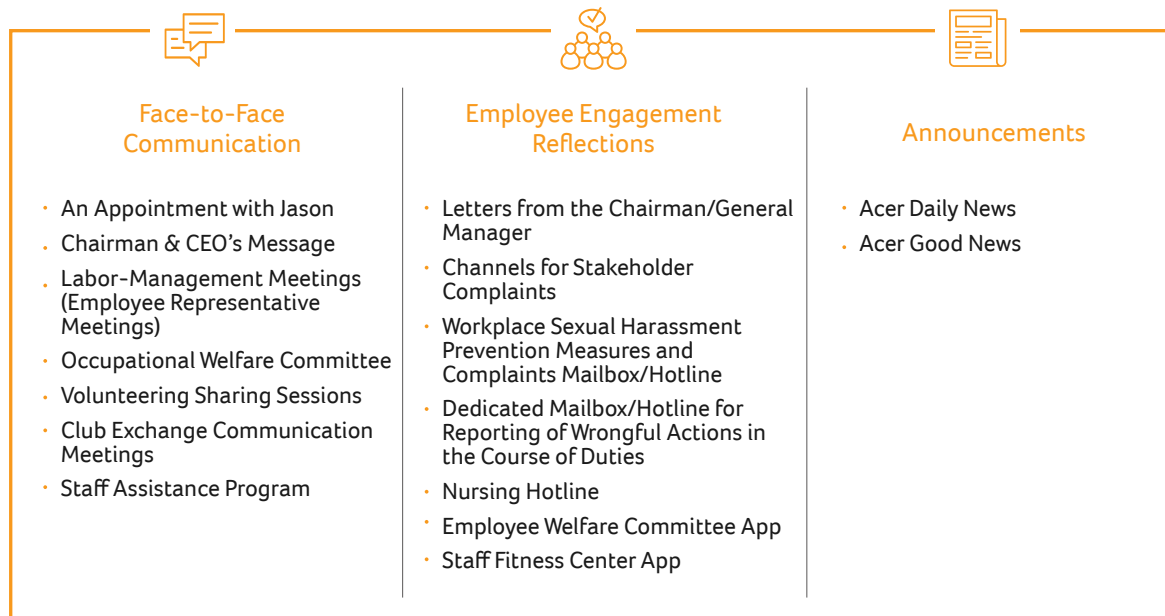 Face-to-Face
Communication
· An Appointment with Jason
· Chairman & CEO's Message
· Labor-Management Meetings
(Employee Representative
Meetings)
· Occupational Welfare Committee
· Volunteering Sharing Sessions
· Club Exchange Communication
Meetings
· Staff Assistance Program
Employee Engagement
Reflections
· Letters from the Chairman/General
Manager
· Channels for Stakeholder
Complaints
· Workplace Sexual Harassment
Prevention Measures and
Complaints Mailbox/Hotline
· Dedicated Mailbox/Hotline for
Reporting of Wrongful Actions in
the Course of Duties
· Nursing Hotline
· Employee Welfare Committee App
· Staff Fitness Center App
Announcements
· Acer Daily News
· Acer Good News